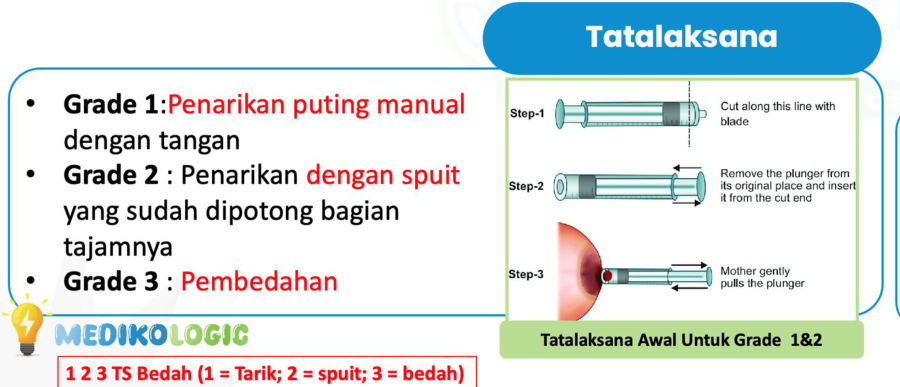 Tatalaksana
• Grade 1:Penarikan puting manual
dengan tangan
• Grade 2 : Penarikan dengan spuit
yang sudah dipotong bagian
tajamnya
• Grade 3 : Pembedahan
MEDIKOLOGIC
1 2 3 TS Bedah (1 = Tarik; 2 = spuit; 3 = bedah)
Step-1
Cut along this line with
blade
Step-2
Remove the plunger from
its original place and insert
it from the cut end
Step-3
Mother gently
pulls the plunger
Tatalaksana Awal Untuk Grade 1&2